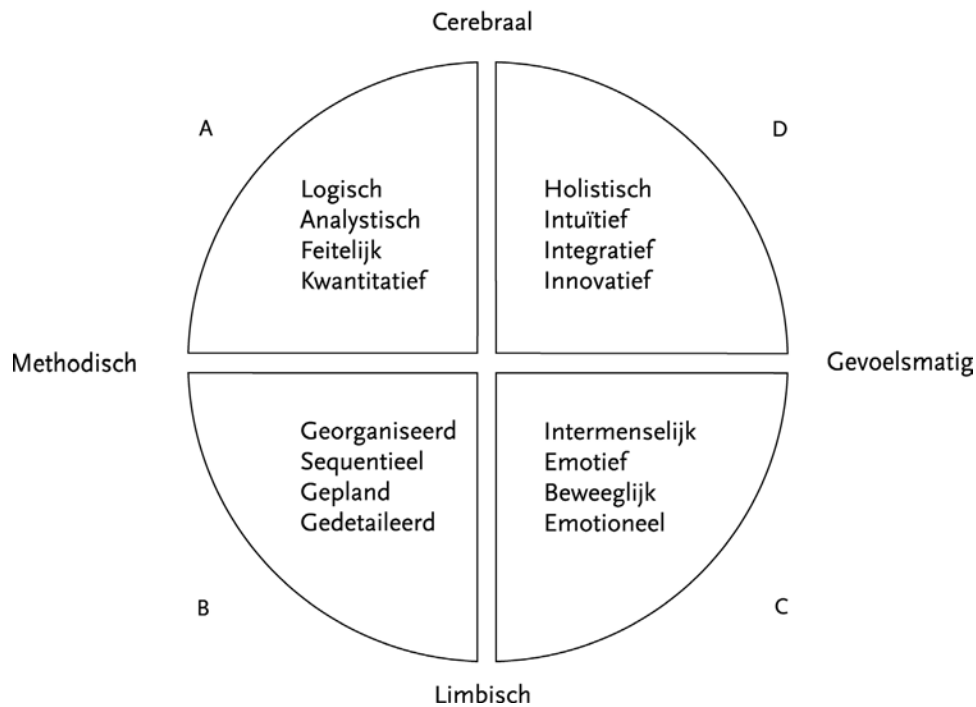 Cerebraal
A
D
Logisch
Analystisch
Feitelijk
Kwantitatief
Holistisch
Intuïtief
Integratief
Innovatief
Methodisch
Gevoelsmatig
Georganiseerd
Sequentieel
Gepland
Gedetaileerd
Intermenselijk
Emotief
Beweeglijk
Emotioneel
B
C
Limbisch